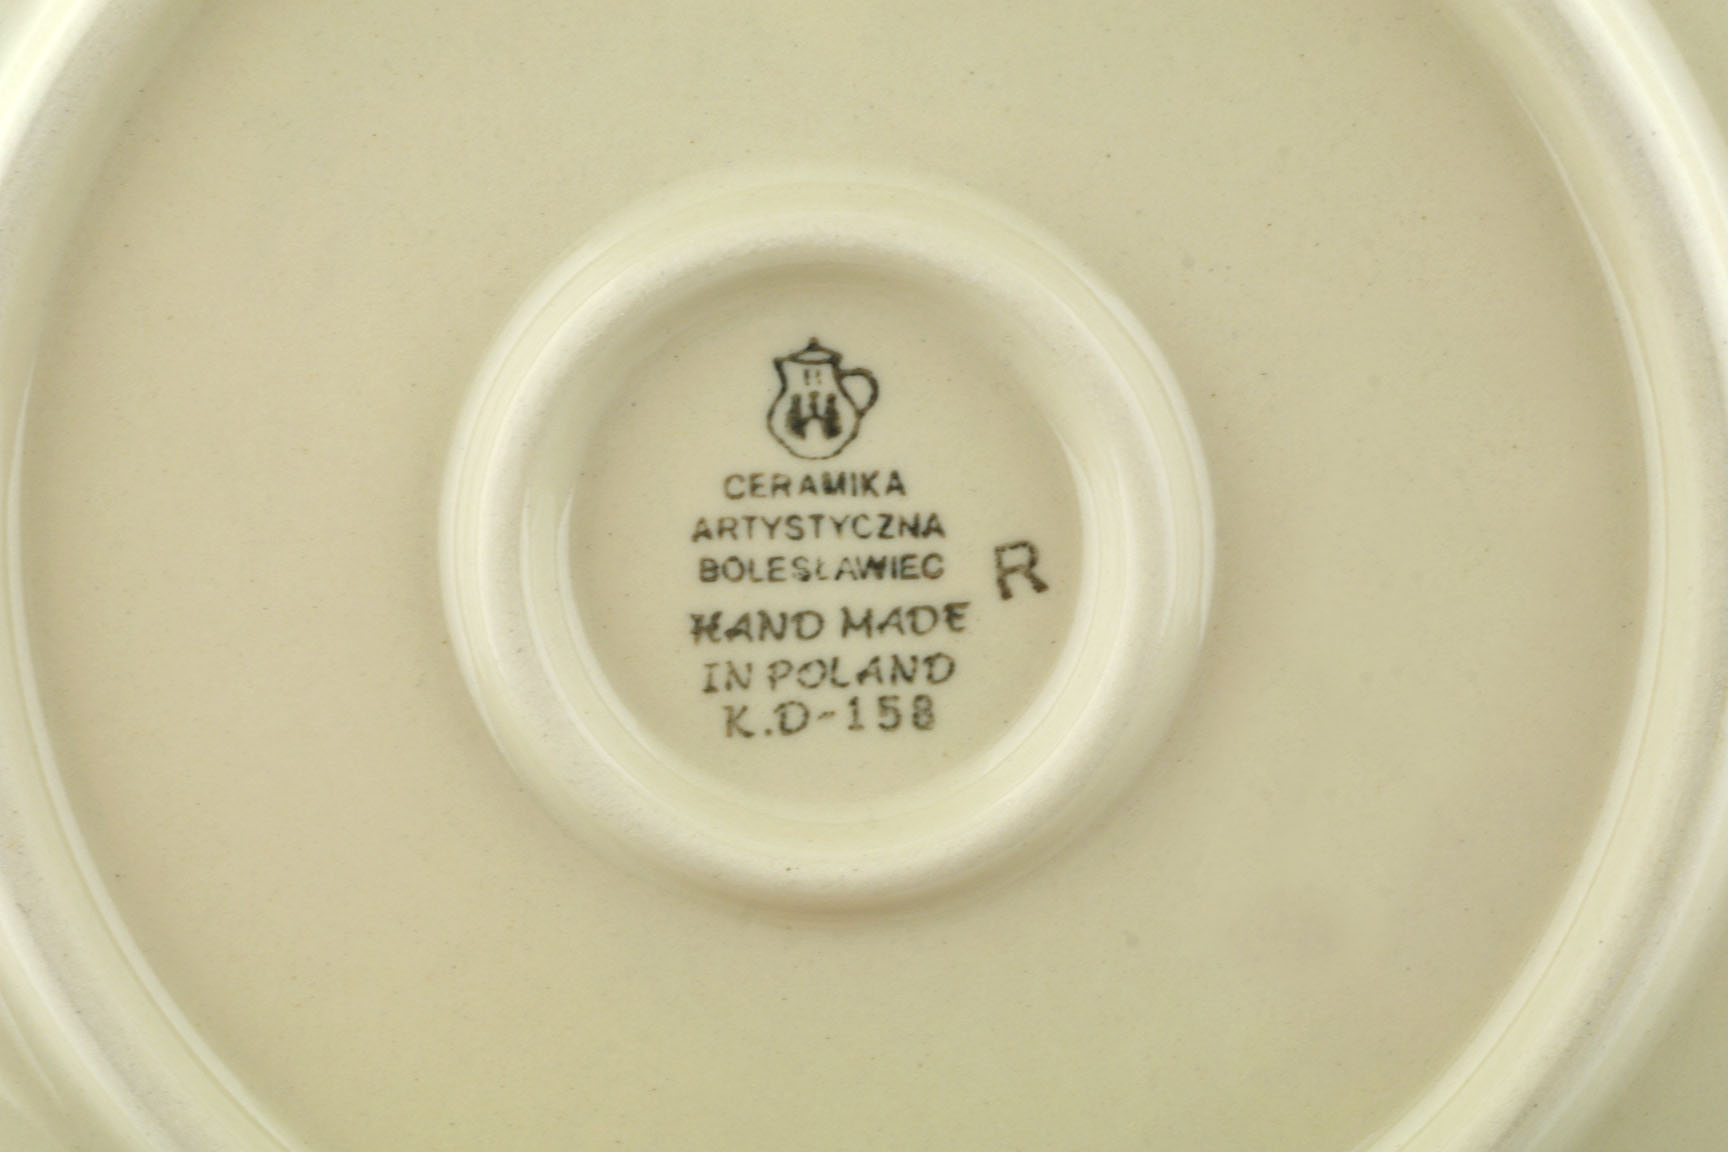 CERAMIKA
ARTYSTYCZNA
BOLESŁAWIEC
R
HAND MADE
IN POLAND
K.D-158